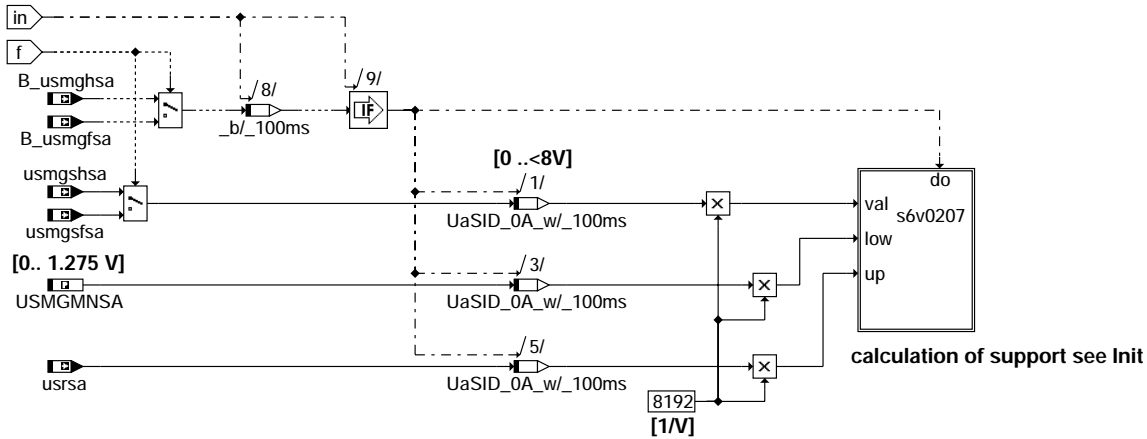 in
f
B_usmghsa
B_usmgfsa
/8/
/9/
IF
_b/_100ms
[0 ..<8V]
usmgshsa
usmgsfsa
/1/
UaSID_0A_w/_100ms
do
s6v0207
val
low
up
[0.. 1.275 V]
USMGMNSA
/3/
UaSID_0A_w/_100ms
usrsa
/5/
UaSID_0A_w/_100ms
calculation of support see Init
8192
[1/V]